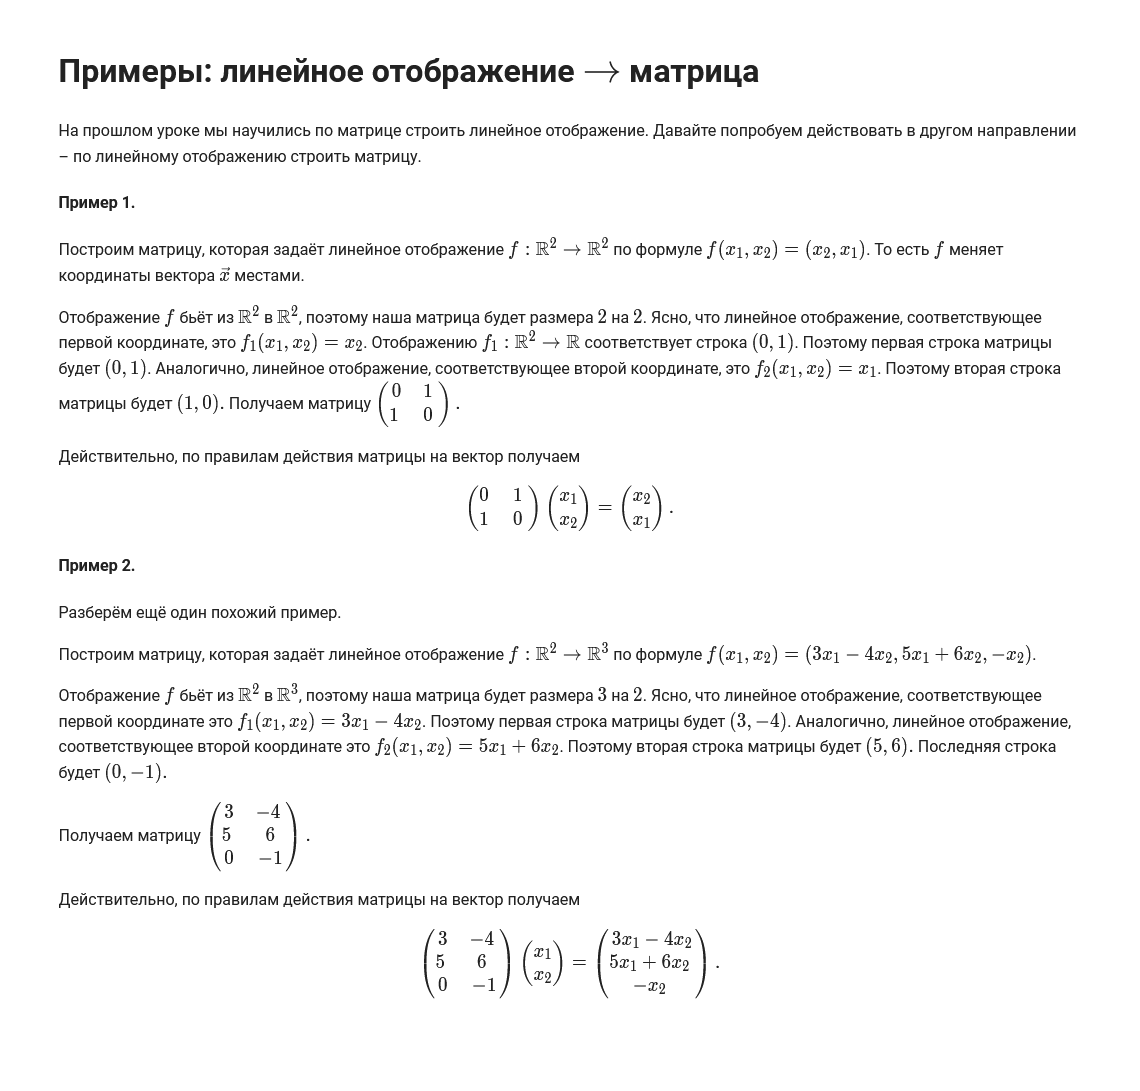 Примеры: линейное отображение ⟶ матрица
На прошлом уроке мы научились по матрице строить линейное отображение. Давайте попробуем действовать в другом направлении
– по линейному отображению строить матрицу.
Пример 1.
Построим матрицу, которая задаёт линейное отображение $f : \mathbb{R}^2 \to \mathbb{R}^2$ по формуле $f(x_1, x_2) = (x_2, x_1)$. То есть $f$ меняет
координаты вектора $\vec{x}$ местами.
Отображение $f$ бьёт из $\mathbb{R}^2$ в $\mathbb{R}^2$, поэтому наша матрица будет размера 2 на 2. Ясно, что линейное отображение, соответствующее
первой координате, это $f_1(x_1, x_2) = x_2$. Отображению $f_1 : \mathbb{R}^2 \to \mathbb{R}$ соответствует строка $(0, 1)$. Поэтому первая строка матрицы
будет $(0, 1)$. Аналогично, линейное отображение, соответствующее второй координате, это $f_2(x_1, x_2) = x_1$. Поэтому вторая строка
матрицы будет $(1, 0)$. Получаем матрицу $\begin{pmatrix} 0 & 1 \\ 1 & 0 \end{pmatrix}$.
Действительно, по правилам действия матрицы на вектор получаем
$\begin{pmatrix} 0 & 1 \\ 1 & 0 \end{pmatrix} \begin{pmatrix} x_1 \\ x_2 \end{pmatrix} = \begin{pmatrix} x_2 \\ x_1 \end{pmatrix}.$
Пример 2.
Разберём ещё один похожий пример.
Построим матрицу, которая задаёт линейное отображение $f : \mathbb{R}^2 \to \mathbb{R}^3$ по формуле $f(x_1, x_2) = (3x_1 - 4x_2, 5x_1 + 6x_2, -x_2)$.
Отображение $f$ бьёт из $\mathbb{R}^2$ в $\mathbb{R}^3$, поэтому наша матрица будет размера 3 на 2. Ясно, что линейное отображение, соответствующее
первой координате это $f_1(x_1, x_2) = 3x_1 - 4x_2$. Поэтому первая строка матрицы будет $(3, -4)$. Аналогично, линейное отображение,
соответствующее второй координате это $f_2(x_1, x_2) = 5x_1 + 6x_2$. Поэтому вторая строка матрицы будет $(5, 6)$. Последняя строка
будет $(0, -1)$.
Получаем матрицу $\begin{pmatrix} 3 & -4 \\ 5 & 6 \\ 0 & -1 \end{pmatrix}$.
Действительно, по правилам действия матрицы на вектор получаем
$\begin{pmatrix} 3 & -4 \\ 5 & 6 \\ 0 & -1 \end{pmatrix} \begin{pmatrix} x_1 \\ x_2 \end{pmatrix} = \begin{pmatrix} 3x_1 - 4x_2 \\ 5x_1 + 6x_2 \\ -x_2 \end{pmatrix}.$